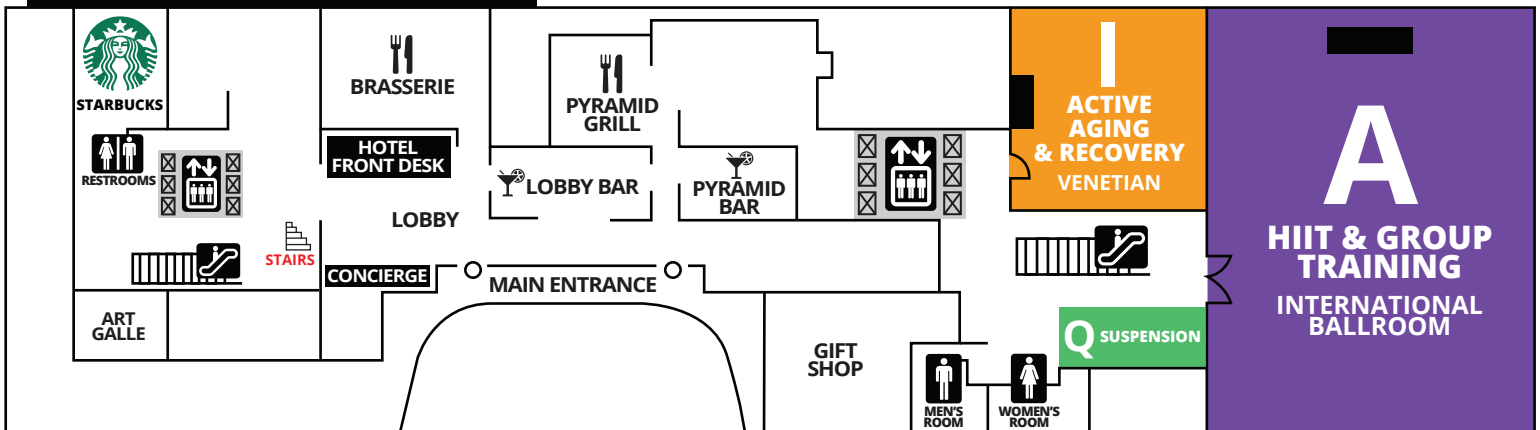 STARBUCKS
RESTROOMS
STAIRS
ART
GALLE
BRASSERIE
HOTEL
FRONT DESK
LOBBY
CONCIERGE
PYRAMID
GRILL
LOBBY BAR
PYRAMID
BAR
MAIN ENTRANCE
GIFT
SHOP
MEN'S
ROOM
WOMEN'S
ROOM
I
ACTIVE
AGING
& RECOVERY
VENETIAN
Q SUSPENSION
A
HIIT & GROUP
TRAINING
INTERNATIONAL
BALLROOM